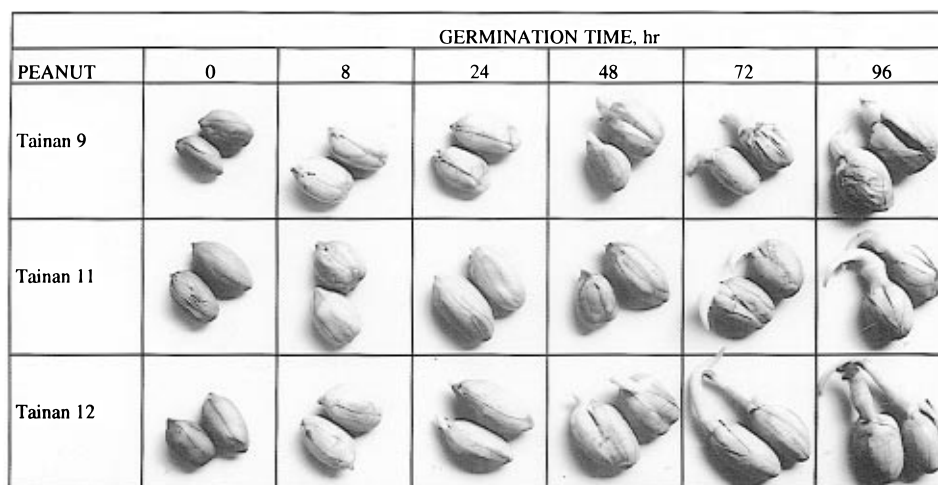 GERMINATION TIME, hr
PEANUT 0 8 24 48 72 96
Tainan 9
Tainan 11
Tainan 12